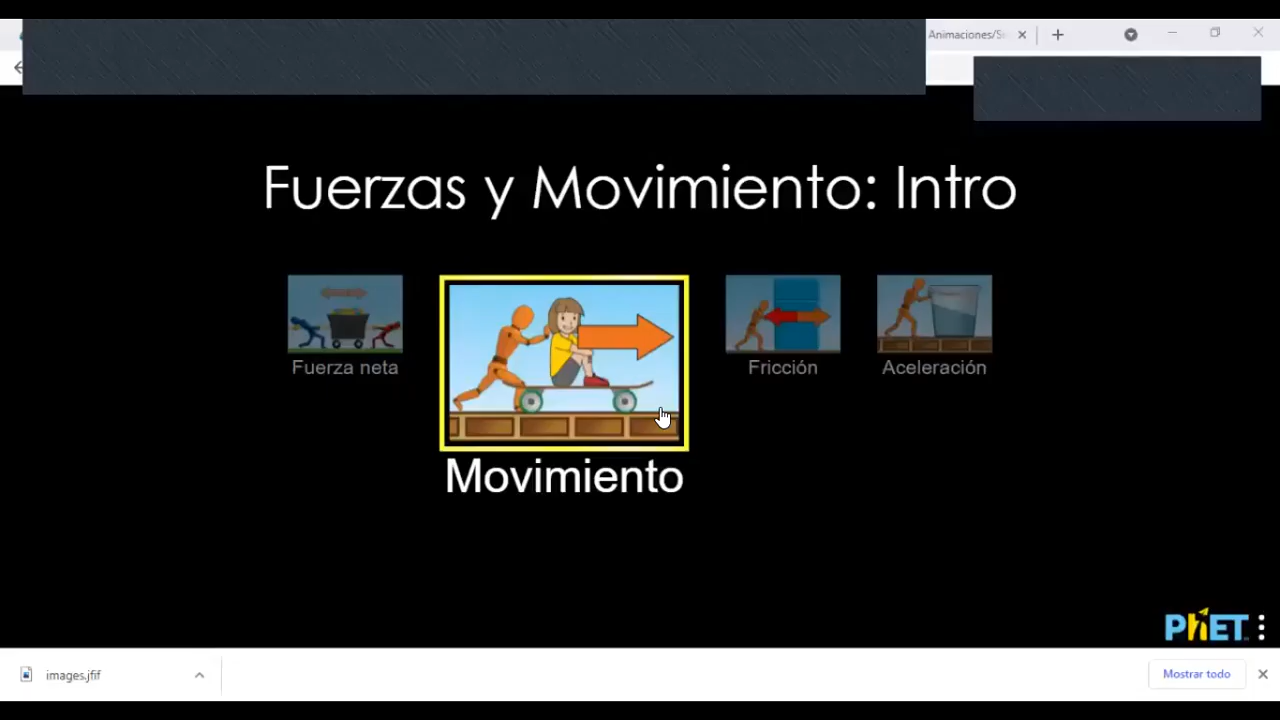 Animaciones/Si
Fuerzas y Movimiento: Intro
Fuerza neta
Movimiento
Fricción
Aceleración
PhET
images.jfif
Mostrar todo